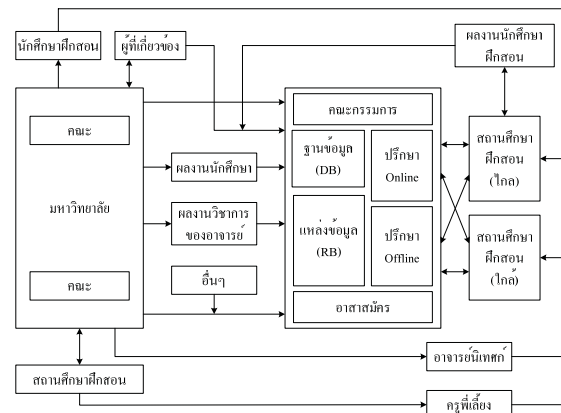 นักศึกษาฝึกสอน
ผู้ที่เกี่ยวข้อง
ผลงานนักศึกษา
ฝึกสอน
คณะ
มหาวิทยาลัย
คณะ
ผลงานนักศึกษา
ผลงานวิชาการ
ของอาจารย์
อื่นๆ
คณะกรรมการ
ฐานข้อมูล
(DB)
ปรึกษา
Online
แหล่งข้อมูล
(RB)
ปรึกษา
Offline
อาสาสมัคร
สถานศึกษา
ฝึกสอน
(ไกล)
สถานศึกษา
ฝึกสอน
(ใกล้)
สถานศึกษาฝึกสอน
อาจารย์นิเทศก์
ครูพี่เลี้ยง